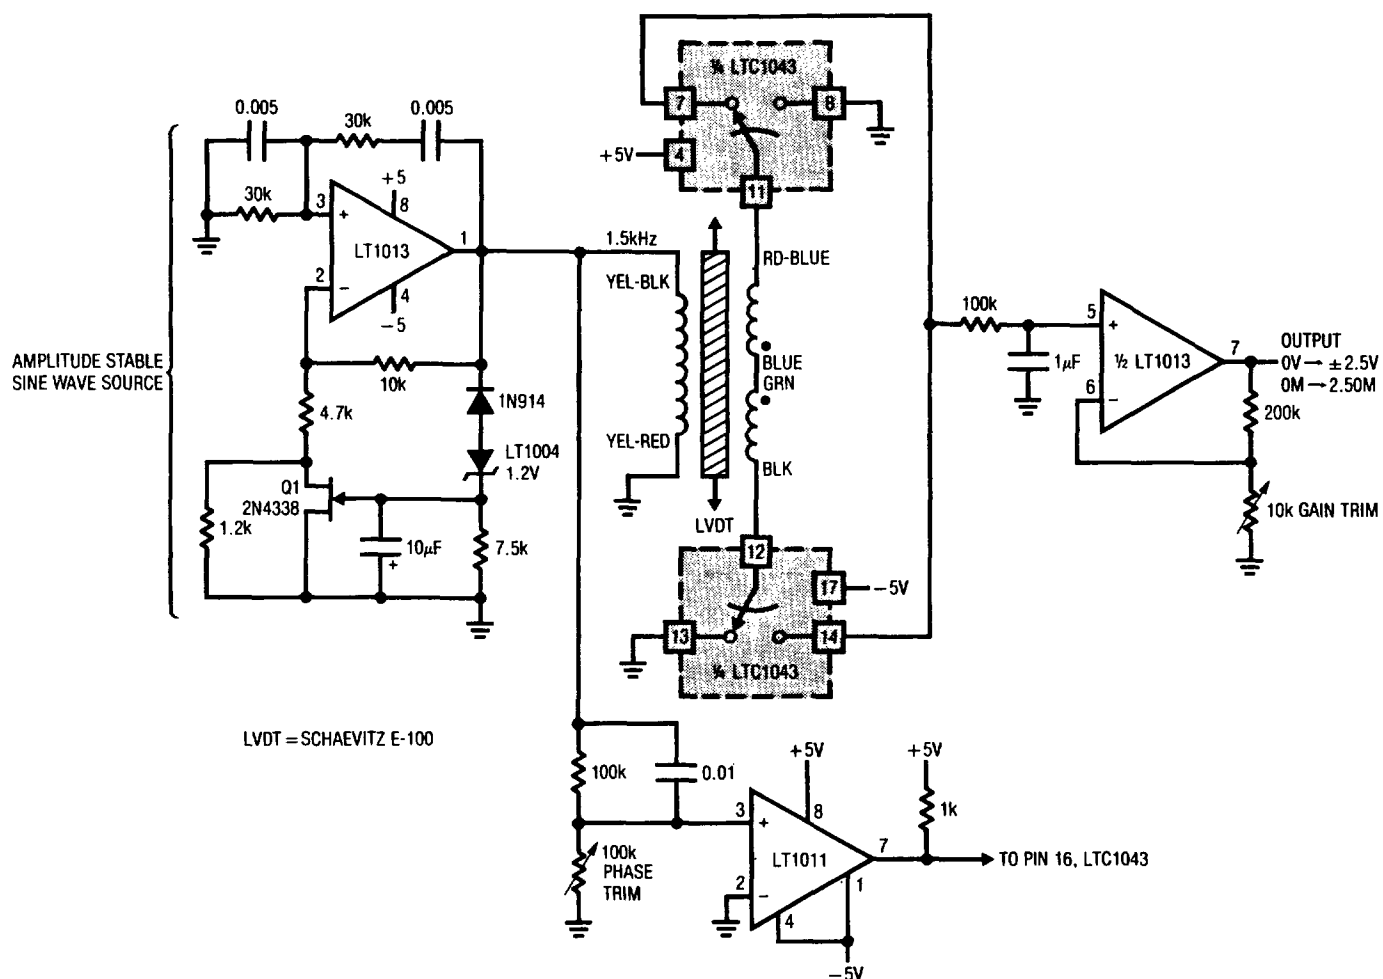 ¼ LTC1043
7
8
+5V
4
11
0.005
30k
0.005
30k
+5
3
+
8
LT1013
1
2
−
4
−5
1.5kHz
YEL-BLK
RD-BLUE
AMPLITUDE STABLE
SINE WAVE SOURCE
10k
1N914
4.7k
LT1004
1.2V
Q1
2N4338
1.2k
10µF
+
7.5k
BLUE
GRN
YEL-RED
BLK
LVDT
12
17
−5V
13
14
¼ LTC1043
100k
5
+
1µF
½ LT1013
7
6
−
OUTPUT
0V → ±2.5V
0M → 2.50M
200k
10k GAIN TRIM
LVDT = SCHAEVITZ E-100
100k
0.01
+5V
+5V
1k
3
+
8
LT1011
7
TO PIN 16, LTC1043
100k
PHASE
TRIM
2
−
1
4
−5V